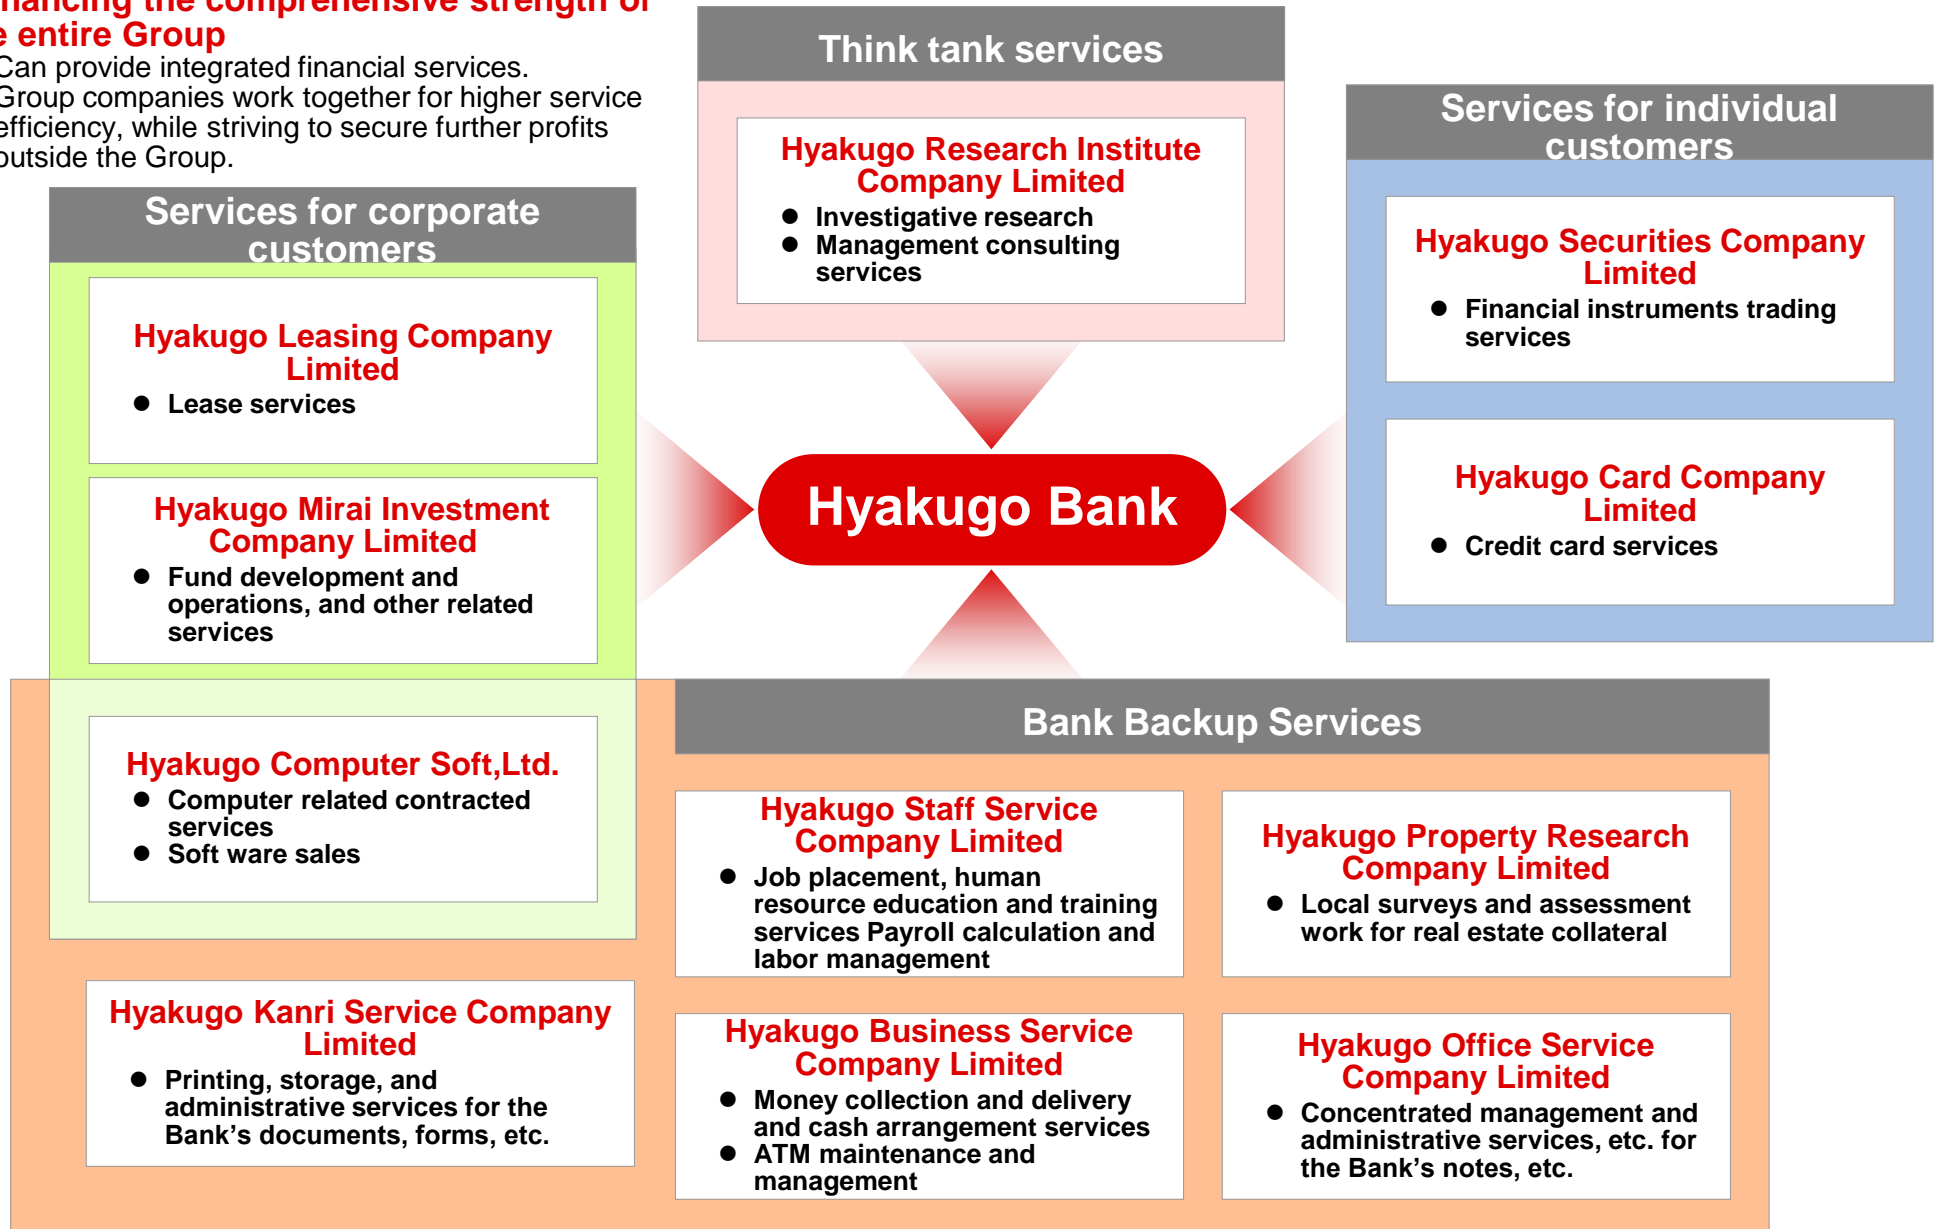 hancing the comprehensive strength of
e entire Group
Can provide integrated financial services.
Group companies work together for higher service
efficiency, while striving to secure further profits
outside the Group.
Think tank services
Hyakugo Research Institute
Company Limited
● Investigative research
● Management consulting
services
Services for individual
customers
Hyakugo Securities Company
Limited
● Financial instruments trading
services
Hyakugo Card Company
Limited
● Credit card services
Services for corporate
customers
Hyakugo Leasing Company
Limited
● Lease services
Hyakugo Mirai Investment
Company Limited
● Fund development and
operations, and other related
services
Hyakugo Bank
Hyakugo Computer Soft,Ltd.
● Computer related contracted
services
● Soft ware sales
Hyakugo Kanri Service Company
Limited
● Printing, storage, and
administrative services for the
Bank’s documents, forms, etc.
Bank Backup Services
Hyakugo Staff Service
Company Limited
● Job placement, human
resource education and training
services Payroll calculation and
labor management
Hyakugo Property Research
Company Limited
● Local surveys and assessment
work for real estate collateral
Hyakugo Business Service
Company Limited
● Money collection and delivery
and cash arrangement services
● ATM maintenance and
management
Hyakugo Office Service
Company Limited
● Concentrated management and
administrative services, etc. for
the Bank’s notes, etc.